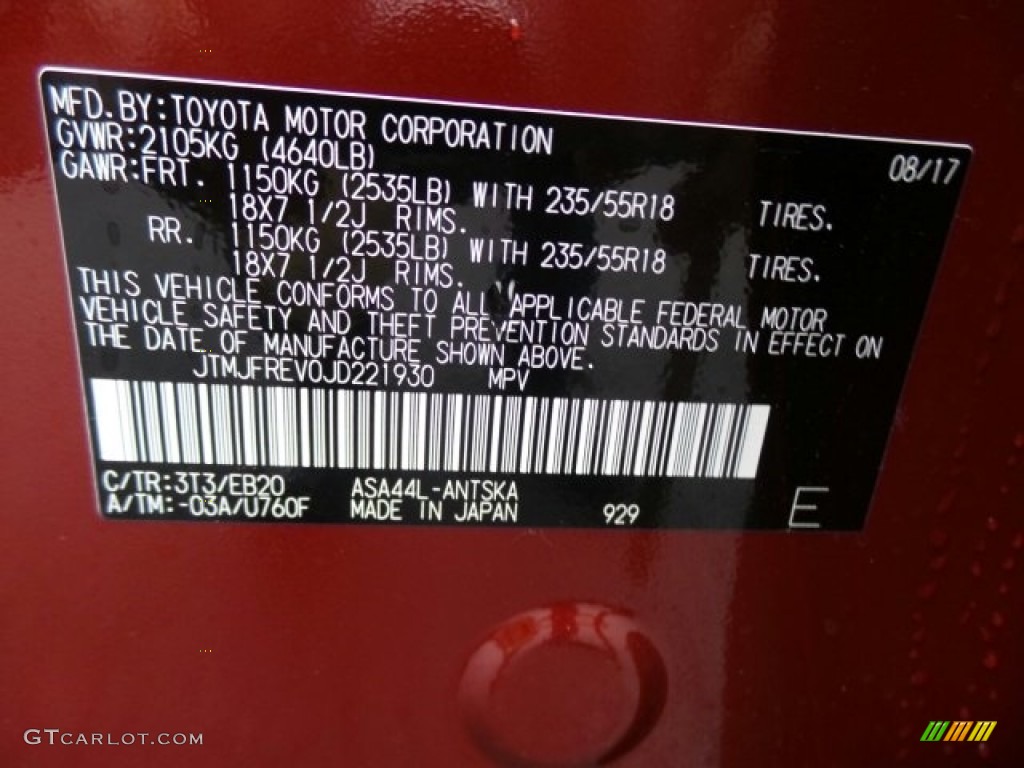 MFD.BY:TOYOTA MOTOR CORPORATION 08/17
GVWR:2105KG (4640LB)
GAWR:FRT. 1150KG (2535LB) WITH 235/55R18 TIRES.
18X7 1/2J RIMS.
RR. 1150KG (2535LB) WITH 235/55R18 TIRES.
18X7 1/2J RIMS.
THIS VEHICLE CONFORMS TO ALL APPLICABLE FEDERAL MOTOR
VEHICLE SAFETY AND THEFT PREVENTION STANDARDS IN EFFECT ON
THE DATE OF MANUFACTURE SHOWN ABOVE.
JTMJFREV0JD221930 MPV
C/TR:3T3/EB20 ASA44L-ANTSKA
A/TM:-03A/U760F MADE IN JAPAN 929 E
GTCARLOT.COM